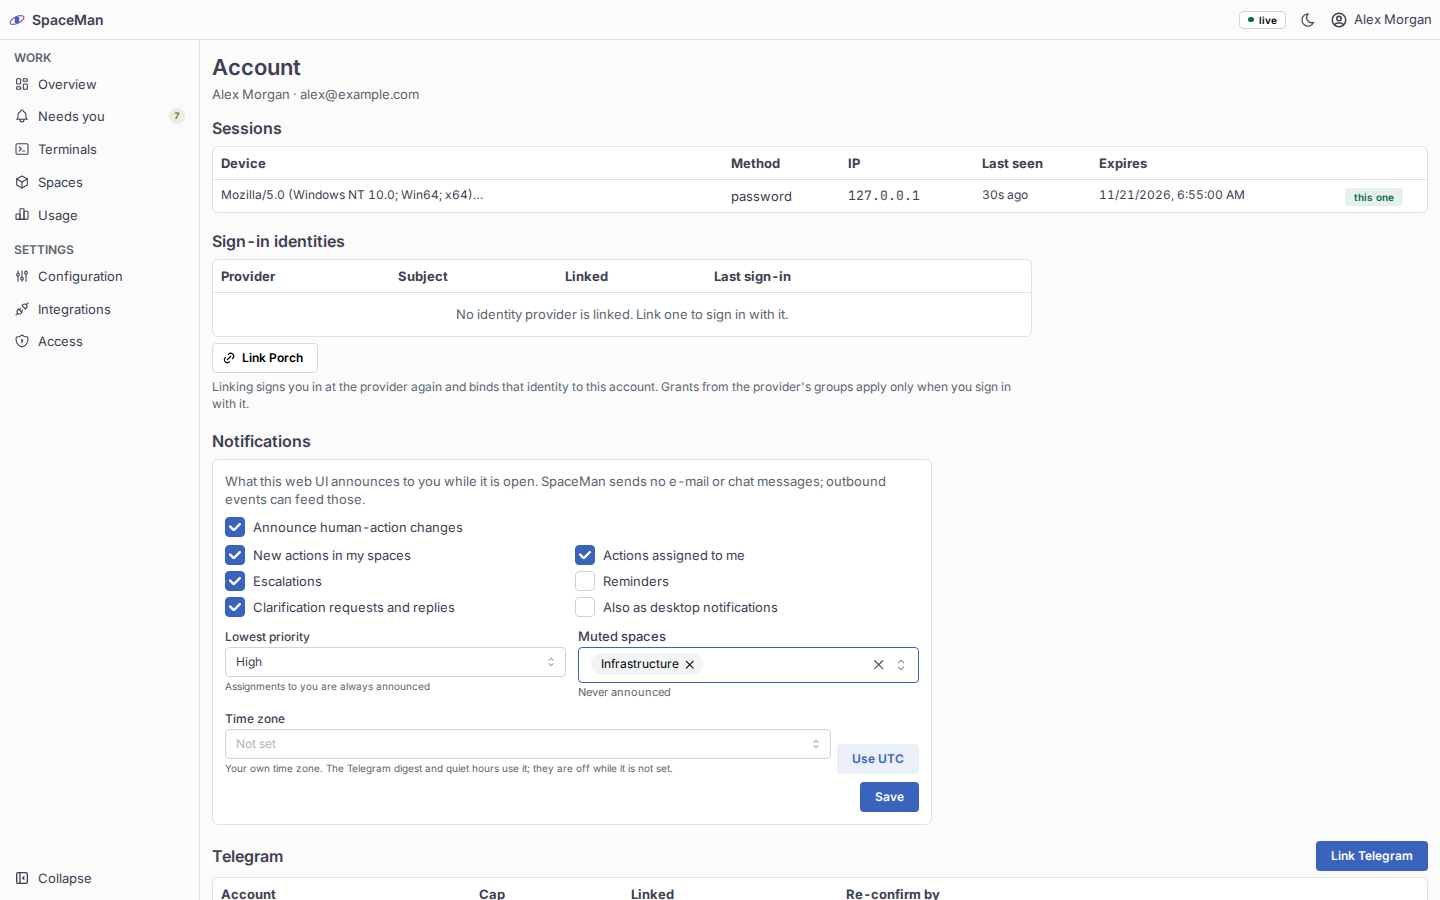 SpaceMan
live
Alex Morgan
WORK
Overview
Needs you 7
Terminals
Spaces
Usage
SETTINGS
Configuration
Integrations
Access
Collapse
Account
Alex Morgan · alex@example.com
Sessions
Device Method IP Last seen Expires
Mozilla/5.0 (Windows NT 10.0; Win64; x64)... password 127.0.0.1 30s ago 11/21/2026, 6:55:00 AM this one
Sign-in identities
Provider Subject Linked Last sign-in
No identity provider is linked. Link one to sign in with it.
Link Porch
Linking signs you in at the provider again and binds that identity to this account. Grants from the provider's groups apply only when you sign in
with it.
Notifications
What this web UI announces to you while it is open. SpaceMan sends no e-mail or chat messages; outbound
events can feed those.
Announce human-action changes
New actions in my spaces Actions assigned to me
Escalations Reminders
Clarification requests and replies Also as desktop notifications
Lowest priority Muted spaces
High Infrastructure
Assignments to you are always announced Never announced
Time zone
Not set
Use UTC
Your own time zone. The Telegram digest and quiet hours use it; they are off while it is not set.
Save
Telegram Link Telegram
Account Cap Linked Re-confirm by